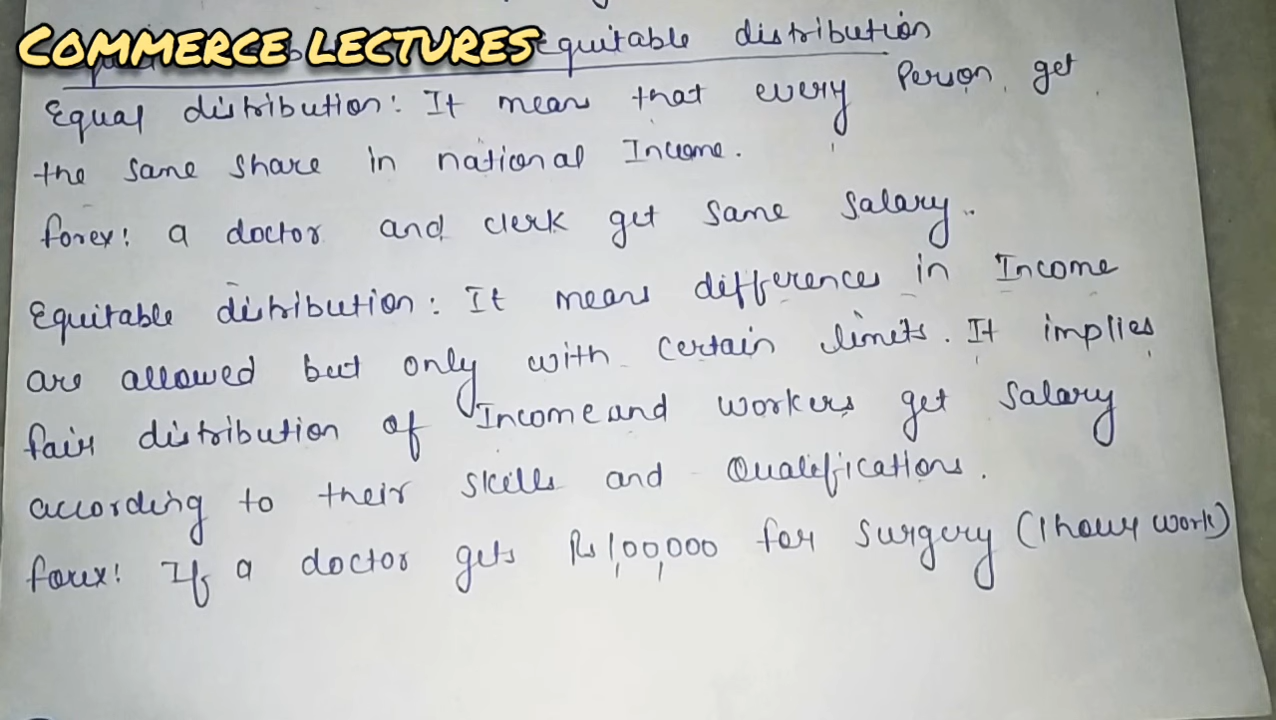 COMMERCE LECTURES
equitable distribution
Equal distribution: It means that every Person get
the same share in national Income.
forex: a doctor and clerk get same salary.
Equitable distribution: It means differences in Income
are allowed but only with certain limits. It implies
fair distribution of Income and workers get salary
according to their skills and Qualifications.
forex: If a doctor gets Rs 1,00,000 for surgery (1 hour work)